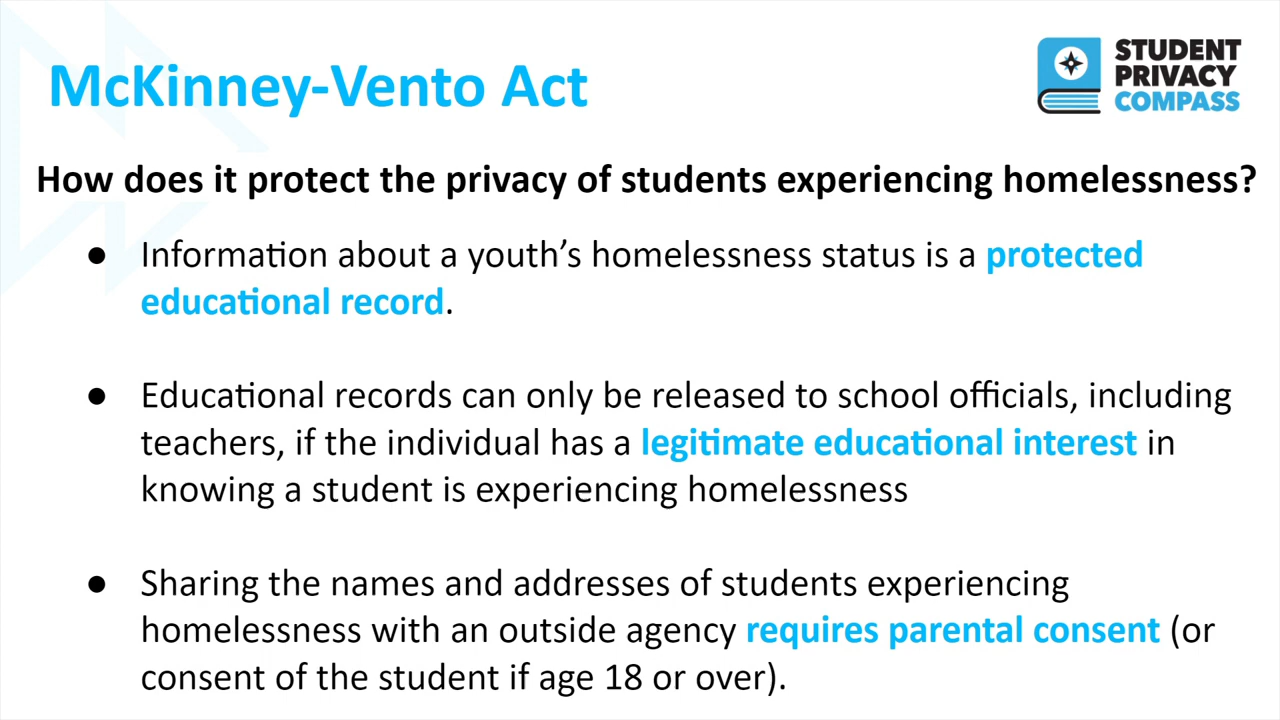 McKinney-Vento Act
STUDENT
PRIVACY
COMPASS
How does it protect the privacy of students experiencing homelessness?
● Information about a youth’s homelessness status is a protected
educational record.
● Educational records can only be released to school officials, including
teachers, if the individual has a legitimate educational interest in
knowing a student is experiencing homelessness
● Sharing the names and addresses of students experiencing
homelessness with an outside agency requires parental consent (or
consent of the student if age 18 or over).